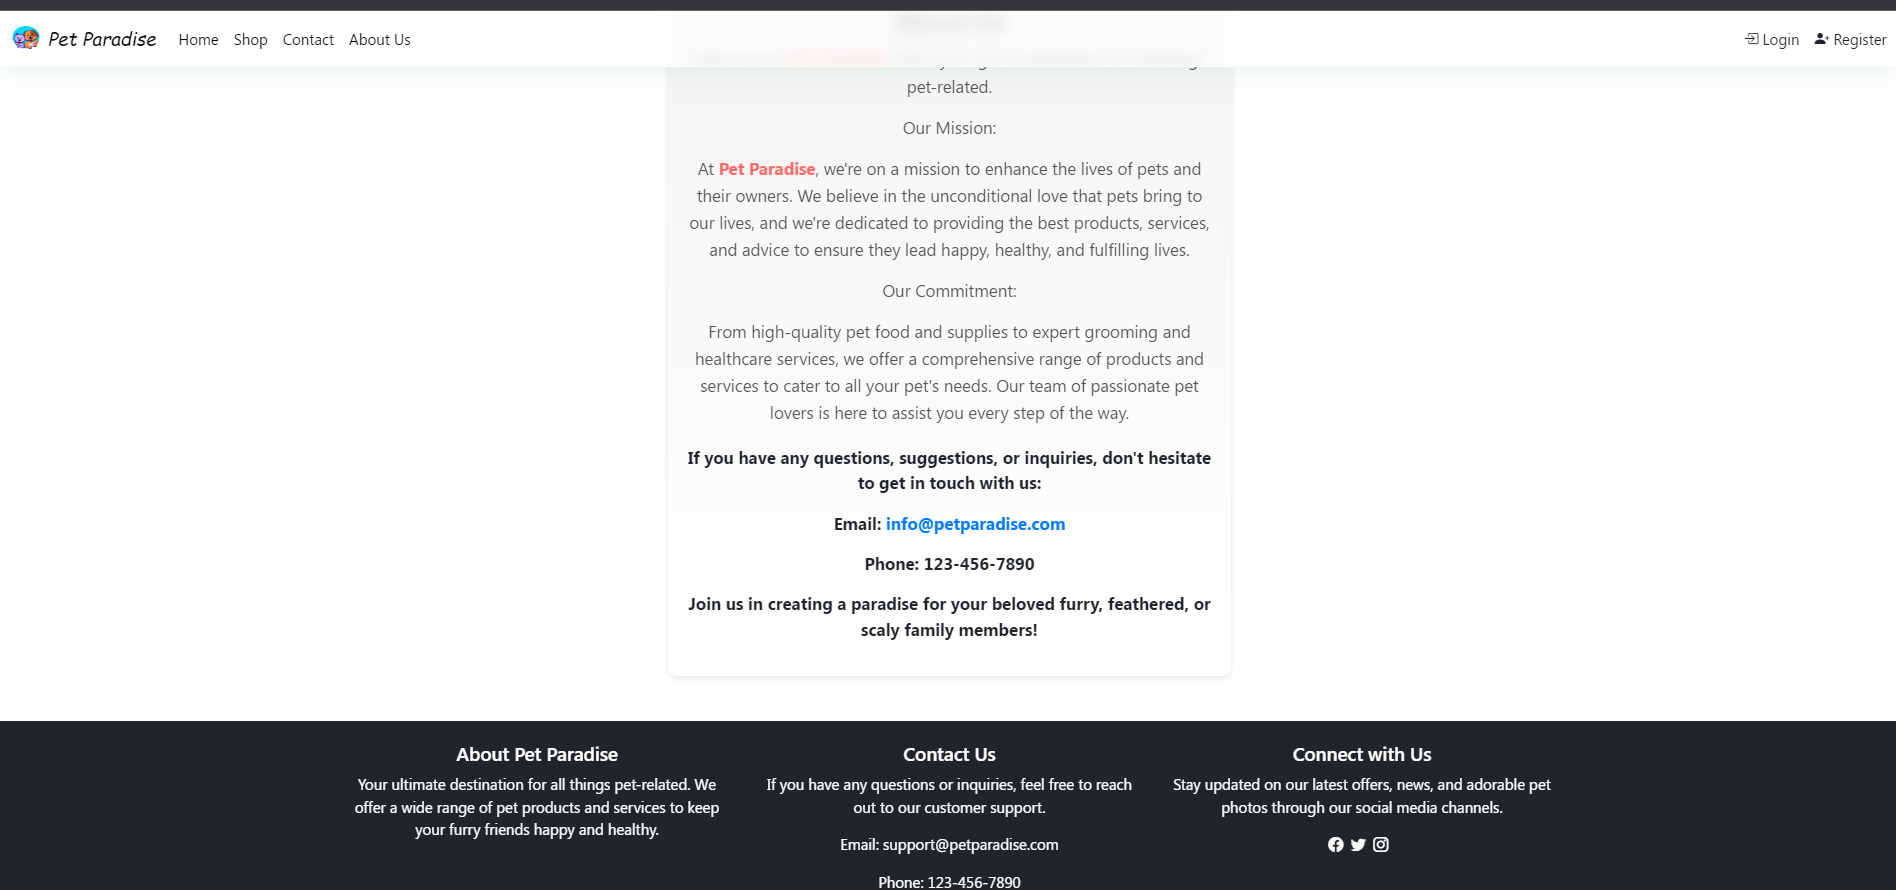 Pet Paradise Home Shop Contact About Us Login Register
pet-related.
Our Mission:
At Pet Paradise, we're on a mission to enhance the lives of pets and
their owners. We believe in the unconditional love that pets bring to
our lives, and we're dedicated to providing the best products, services,
and advice to ensure they lead happy, healthy, and fulfilling lives.
Our Commitment:
From high-quality pet food and supplies to expert grooming and
healthcare services, we offer a comprehensive range of products and
services to cater to all your pet's needs. Our team of passionate pet
lovers is here to assist you every step of the way.
If you have any questions, suggestions, or inquiries, don't hesitate
to get in touch with us:
Email: info@petparadise.com
Phone: 123-456-7890
Join us in creating a paradise for your beloved furry, feathered, or
scaly family members!
About Pet Paradise
Your ultimate destination for all things pet-related. We
offer a wide range of pet products and services to keep
your furry friends happy and healthy.
Contact Us
If you have any questions or inquiries, feel free to reach
out to our customer support.
Email: support@petparadise.com
Phone: 123-456-7890
Connect with Us
Stay updated on our latest offers, news, and adorable pet
photos through our social media channels.